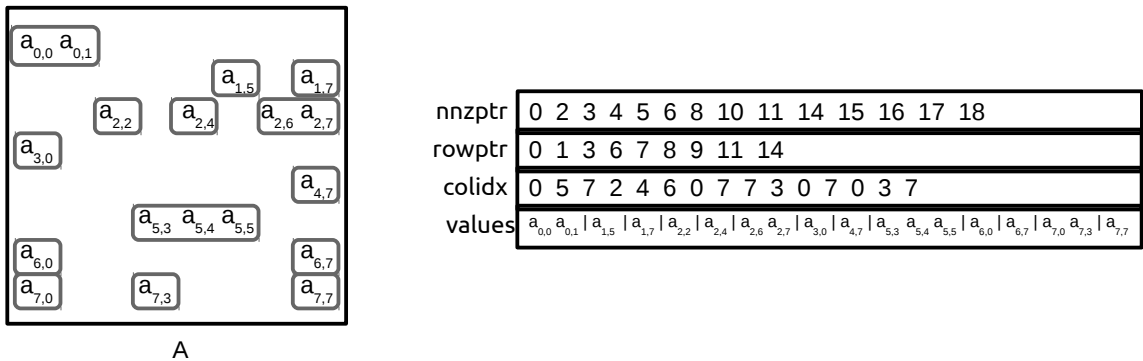 a0,0 a0,1
a1,5 a1,7
a2,2 a2,4 a2,6 a2,7
a3,0
a4,7
a5,3 a5,4 a5,5
a6,0 a6,7
a7,0 a7,3 a7,7
A
nnzptr 0 2 3 4 5 6 8 10 11 14 15 16 17 18
rowptr 0 1 3 6 7 8 9 11 14
colidx 0 5 7 2 4 6 0 7 7 3 0 7 0 3 7
values a0,0 a0,1 | a1,5 | a1,7 | a2,2 | a2,4 | a2,6 a2,7 | a3,0 | a4,7 | a5,3 a5,4 a5,5 | a6,0 | a6,7 | a7,0 a7,3 | a7,7